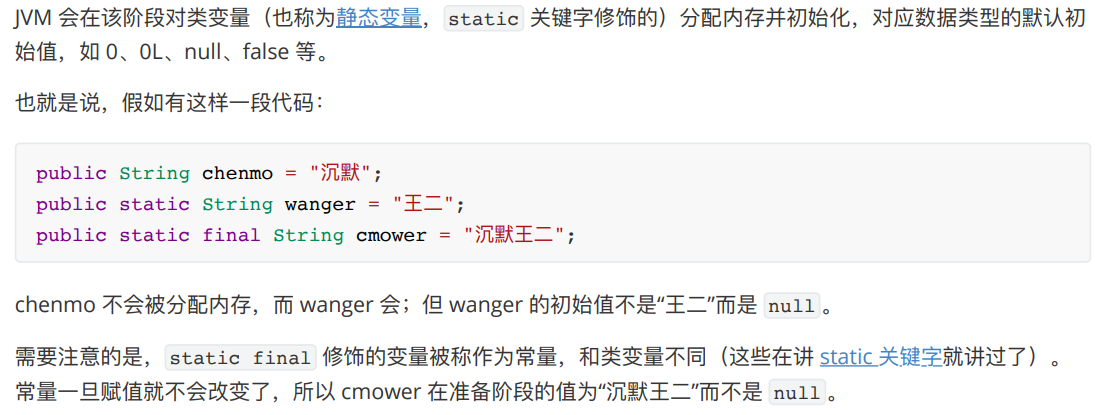 JVM 会在该阶段对类变量（也称为静态变量，static 关键字修饰的）分配内存并初始化，对应数据类型的默认初
始值，如 0、0L、null、false 等。
也就是说，假如有这样一段代码：
public String chenmo = "沉默";
public static String wanger = "王二";
public static final String cmower = "沉默王二";
chenmo 不会被分配内存，而 wanger 会；但 wanger 的初始值不是“王二”而是 null 。
需要注意的是， static final 修饰的变量被称作为常量，和类变量不同（这些在讲 static 关键字就讲过了）。
常量一旦赋值就不会改变了，所以 cmower 在准备阶段的值为“沉默王二”而不是 null 。